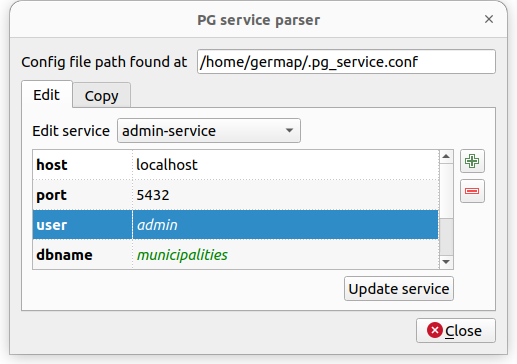 PG service parser
Config file path found at /home/germap/.pg_service.conf
Edit Copy
Edit service admin-service
host localhost
port 5432
user admin
dbname municipalities
Update service
Close